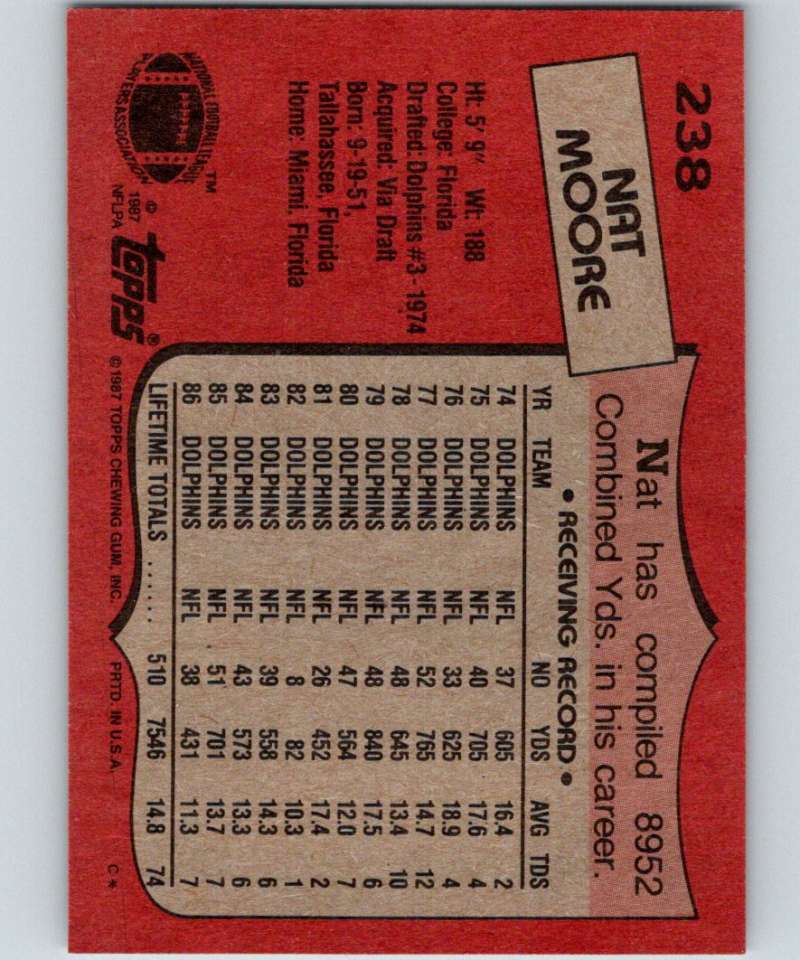 238
NAT
MOORE
Ht: 5' 9" Wt: 188
College: Florida
Drafted: Dolphins #3-1974
Acquired: Via Draft
Born: 9-19-51,
Tallahassee, Florida
Home: Miami, Florida
NATIONAL FOOTBALL LEAGUE
PLAYERS ASSOCIATION
™
© 1987
NFLPA
topps®
Nat has compiled 8952
Combined Yds. in his career.
• RECEIVING RECORD •
YR TEAM NO YDS AVG TDS
74 DOLPHINS NFL 37 605 16.4 2
75 DOLPHINS NFL 40 705 17.6 4
76 DOLPHINS NFL 33 625 18.9 4
77 DOLPHINS NFL 52 765 14.7 12
78 DOLPHINS NFL 48 645 13.4 10
79 DOLPHINS NFL 48 840 17.5 6
80 DOLPHINS NFL 47 564 12.0 7
81 DOLPHINS NFL 26 452 17.4 2
82 DOLPHINS NFL 8 82 10.3 1
83 DOLPHINS NFL 39 558 14.3 6
84 DOLPHINS NFL 43 573 13.3 6
85 DOLPHINS NFL 51 701 13.7 7
86 DOLPHINS NFL 38 431 11.3 7
LIFETIME TOTALS ...... 510 7546 14.8 74
©1987 TOPPS CHEWING GUM, INC. PRTD. IN U.S.A. C*